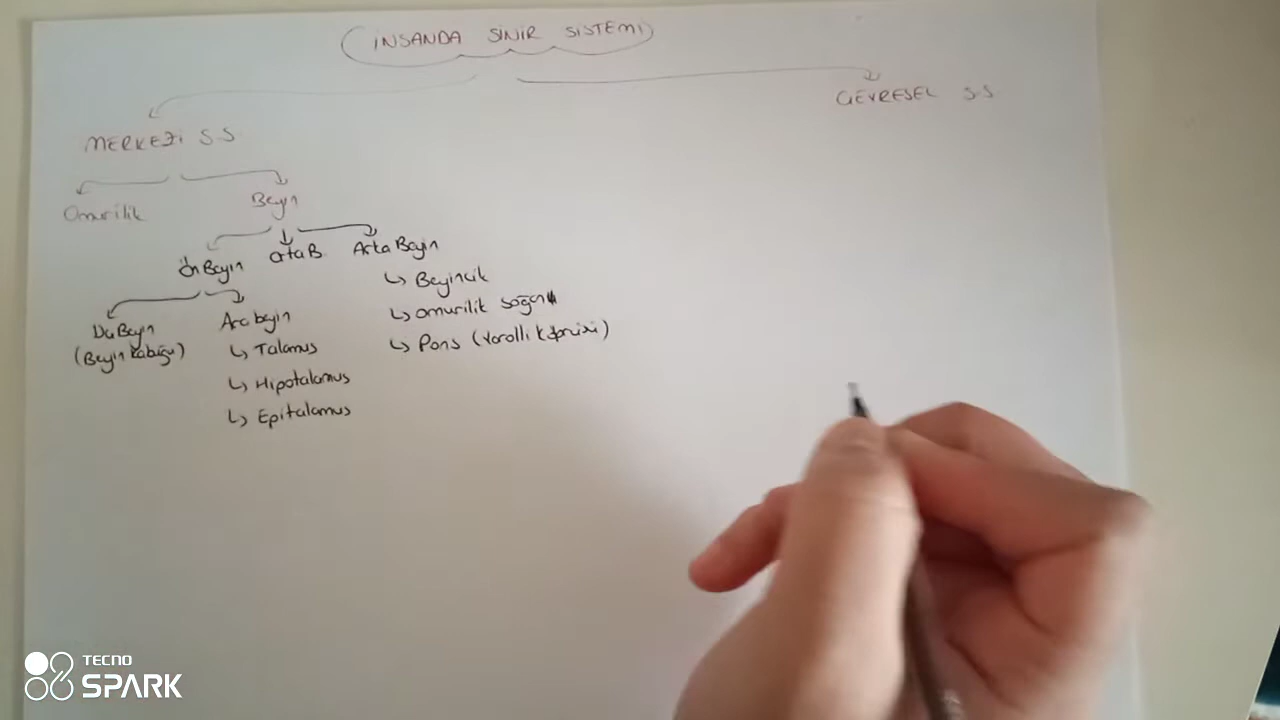 İNSANDA SİNİR SİSTEMİ
ÇEVRESEL S.S
MERKEZİ S.S
Omurilik
Beyin
Ön Beyin
Orta B.
Arka Beyin
Beyincik
Omurilik Soğanı
Pons (Varolli köprüsü)
Uç Beyin
(Beyin kabuğu)
Ara beyin
Talamus
Hipotalamus
Epitalamus
TECNO
SPARK